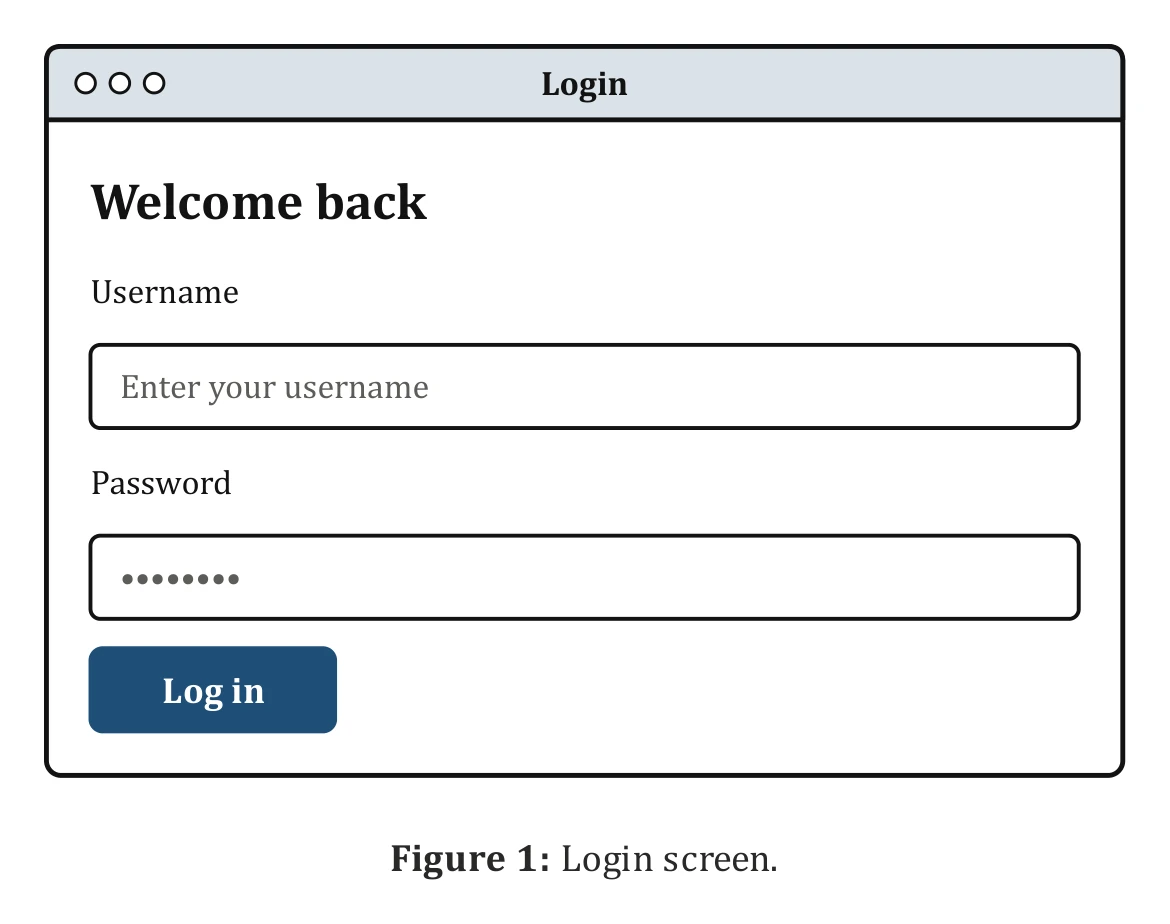 Login
Welcome back
Username
Enter your username
Password
••••••••
Log in
Figure 1: Login screen.